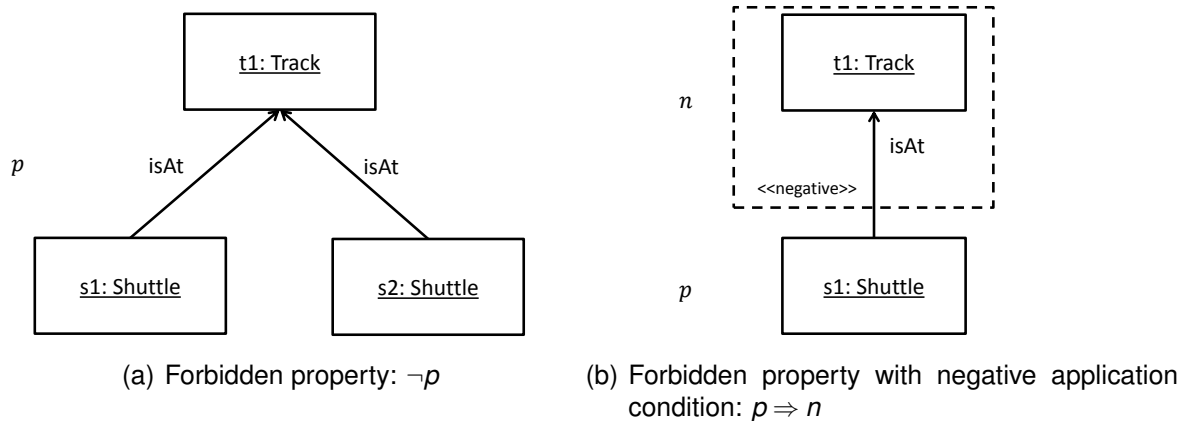 t1: Track
p
isAt
isAt
s1: Shuttle
s2: Shuttle
(a) Forbidden property: ¬p
t1: Track
n
isAt
<<negative>>
p
s1: Shuttle
(b) Forbidden property with negative application
condition: p ⇒ n